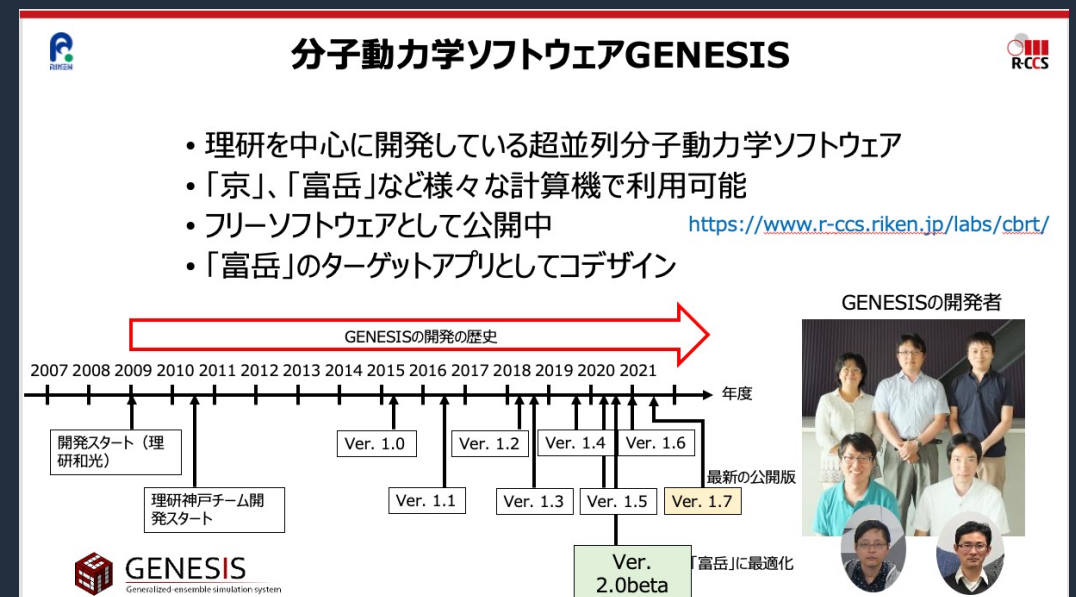 RIKEN
分子動力学ソフトウェアGENESIS
R-CCS
• 理研を中心に開発している超並列分子動力学ソフトウェア
• 「京」、「富岳」など様々な計算機で利用可能
• フリーソフトウェアとして公開中
https://www.r-ccs.riken.jp/labs/cbrt/
• 「富岳」のターゲットアプリとしてコデザイン
GENESISの開発者
GENESISの開発の歴史
2007 2008 2009 2010 2011 2012 2013 2014 2015 2016 2017 2018 2019 2020 2021
年度
開発スタート（理
研和光）
Ver. 1.0
Ver. 1.2
Ver. 1.4
Ver. 1.6
最新の公開版
理研神戸チーム開
発スタート
Ver. 1.1
Ver. 1.3
Ver. 1.5
Ver. 1.7
GENESIS
Generalized-ensemble simulation system
Ver.
2.0beta
「富岳」に最適化